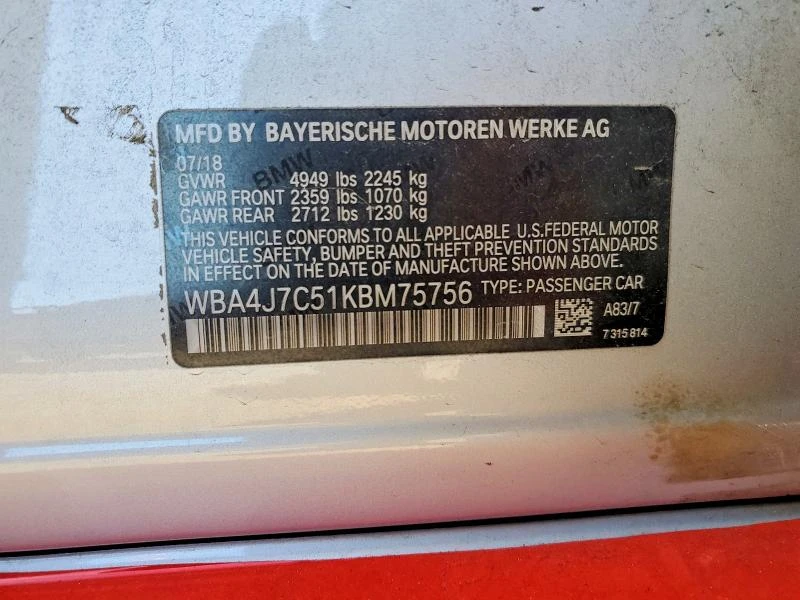 MFD BY BAYERISCHE MOTOREN WERKE AG
07/18
GVWR 4949 lbs 2245 kg
GAWR FRONT 2359 lbs 1070 kg
GAWR REAR 2712 lbs 1230 kg
THIS VEHICLE CONFORMS TO ALL APPLICABLE U.S.FEDERAL MOTOR
VEHICLE SAFETY, BUMPER AND THEFT PREVENTION STANDARDS
IN EFFECT ON THE DATE OF MANUFACTURE SHOWN ABOVE.
WBA4J7C51KBM75756 TYPE: PASSENGER CAR
A83/7
7 315 814
BMW